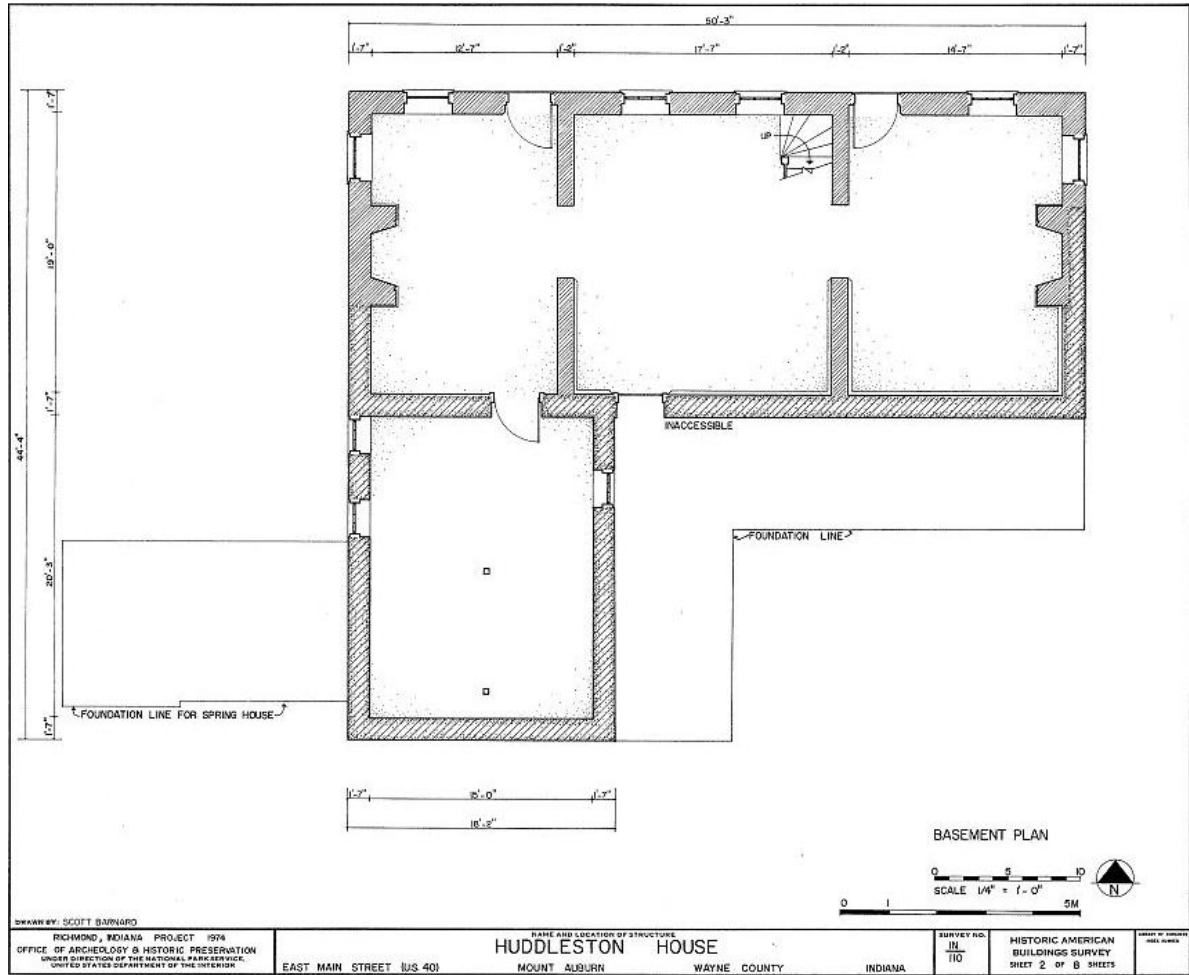 50'-3"
1'-7" 12'-7" 1'-2" 17'-7" 1'-2" 14'-7" 1'-7"
1'-7"
19'-0"
1'-7"
44'-4"
20'-3"
1'-7"
UP
INACCESSIBLE
FOUNDATION LINE
FOUNDATION LINE FOR SPRING HOUSE
1'-7" 15'-0" 1'-7"
18'-2"
BASEMENT PLAN
0 5 10
SCALE 1/4" = 1'-0"
N
0 1 5M
DRAWN BY: SCOTT BARNARD
RICHMOND, INDIANA PROJECT 1974
OFFICE OF ARCHEOLOGY & HISTORIC PRESERVATION
UNDER DIRECTION OF THE NATIONAL PARK SERVICE,
UNITED STATES DEPARTMENT OF THE INTERIOR
NAME AND LOCATION OF STRUCTURE
HUDDLESTON HOUSE
EAST MAIN STREET (US 40) MOUNT AUBURN WAYNE COUNTY INDIANA
SURVEY NO.
IN
110
HISTORIC AMERICAN
BUILDINGS SURVEY
SHEET 2 OF 8 SHEETS